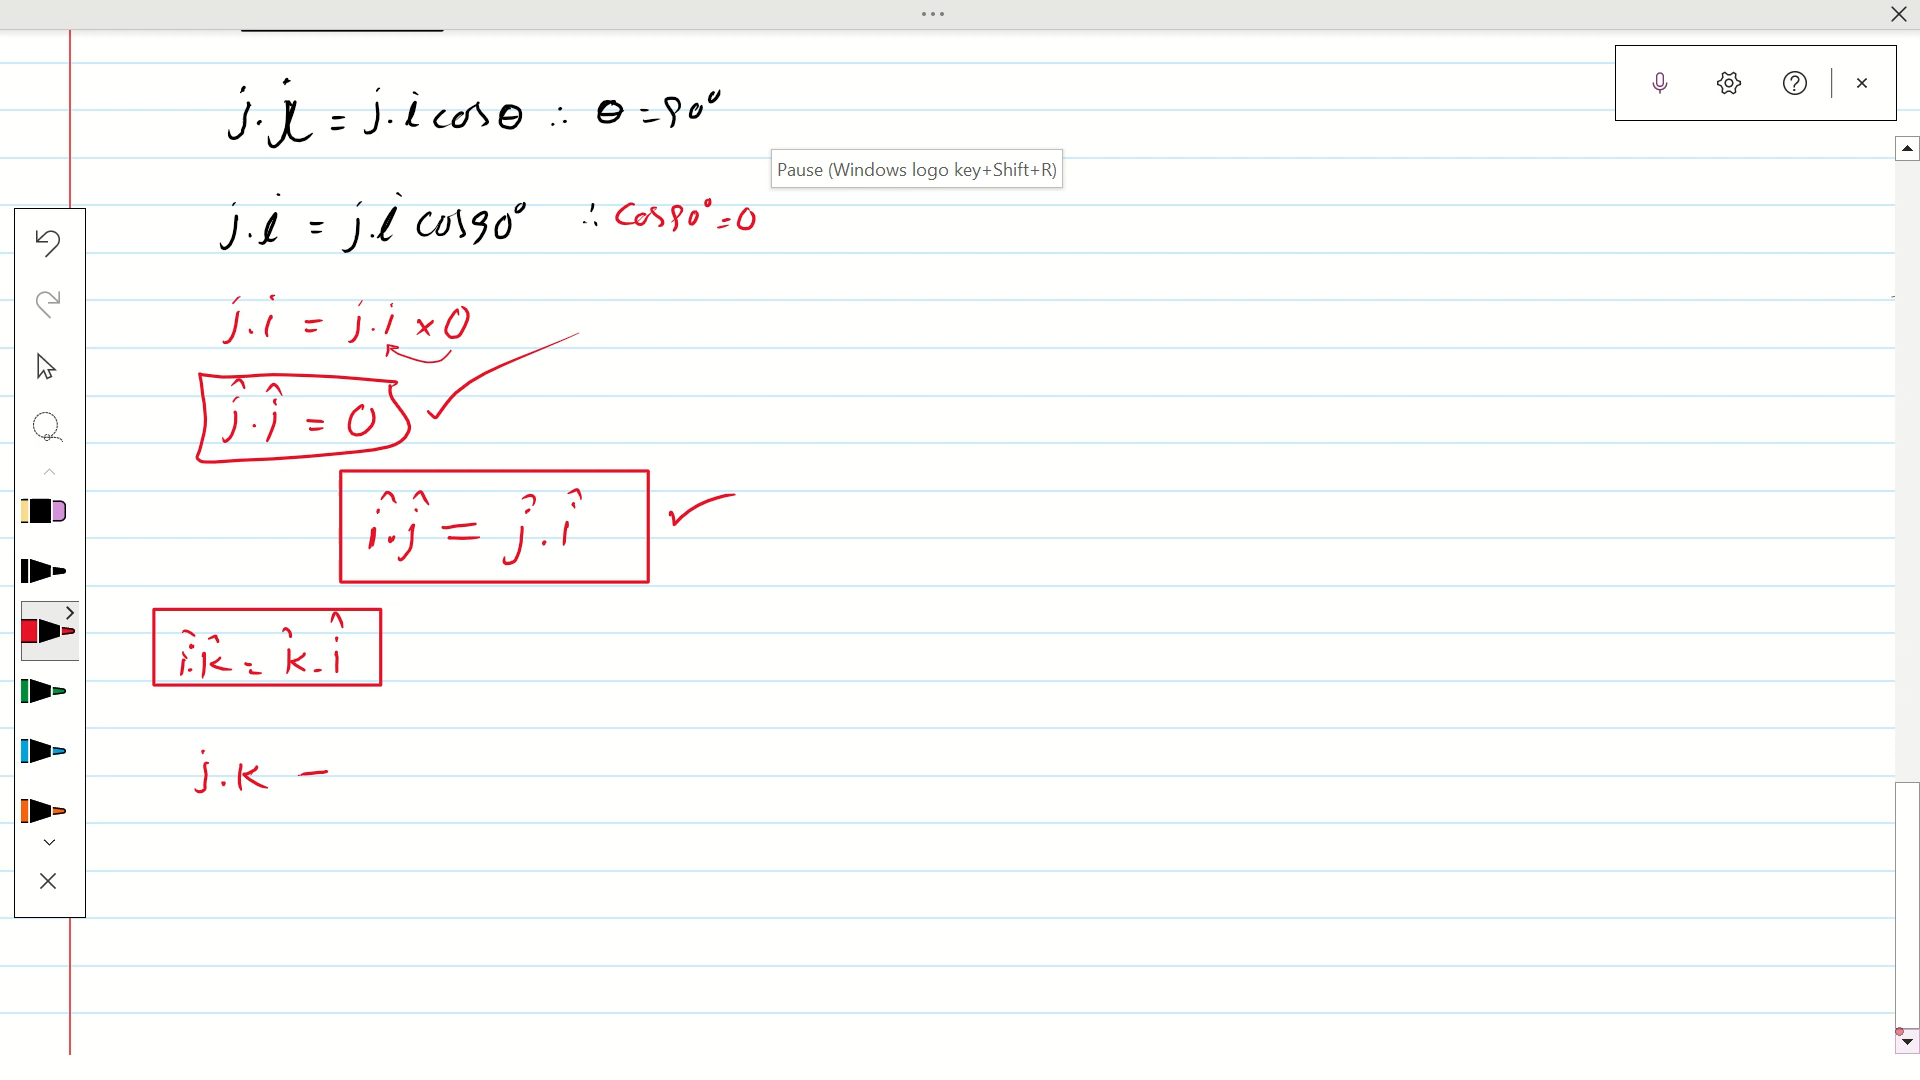 j.i = j.i cosθ ∴ θ = 90°
Pause (Windows logo key+Shift+R)
j.i = j.i cos90° ∴ cos90° = 0
j.i = j.i × 0
ĵ.ĵ = 0
î.ĵ = ĵ.î
î.k̂ = k̂.î
j.k –